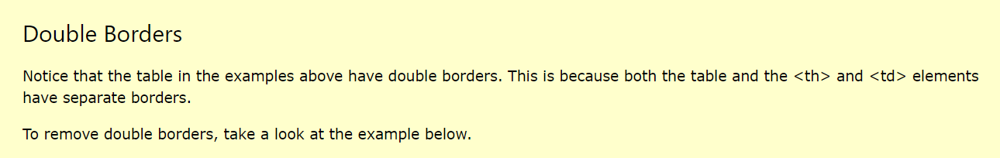 Double Borders
Notice that the table in the examples above have double borders. This is because both the table and the <th> and <td> elements
have separate borders.
To remove double borders, take a look at the example below.